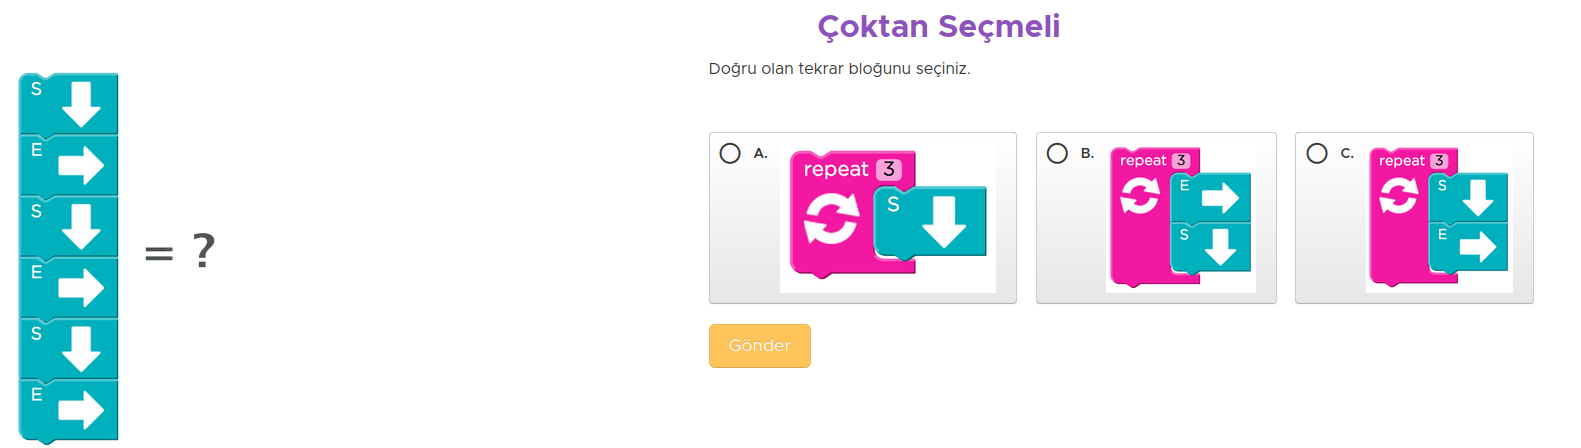 Çoktan Seçmeli
Doğru olan tekrar bloğunu seçiniz.
S
E
S
E
S
E
= ?
A.
repeat 3
S
B.
repeat 3
E
S
C.
repeat 3
S
E
Gönder